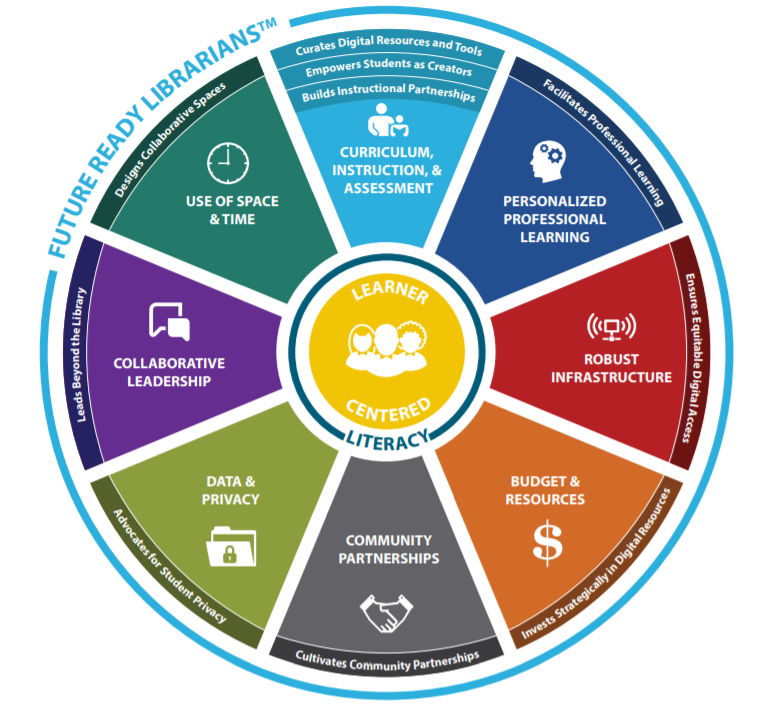 FUTURE READY LIBRARIANS™
Curates Digital Resources and Tools
Empowers Students as Creators
Builds Instructional Partnerships
CURRICULUM,
INSTRUCTION, &
ASSESSMENT
Facilitates Professional Learning
PERSONALIZED
PROFESSIONAL
LEARNING
Ensures Equitable Digital Access
ROBUST
INFRASTRUCTURE
Invests Strategically in Digital Resources
BUDGET &
RESOURCES
$
Cultivates Community Partnerships
COMMUNITY
PARTNERSHIPS
Advocates for Student Privacy
DATA &
PRIVACY
Leads Beyond the Library
COLLABORATIVE
LEADERSHIP
Designs Collaborative Spaces
USE OF SPACE
& TIME
LEARNER
CENTERED
LITERACY